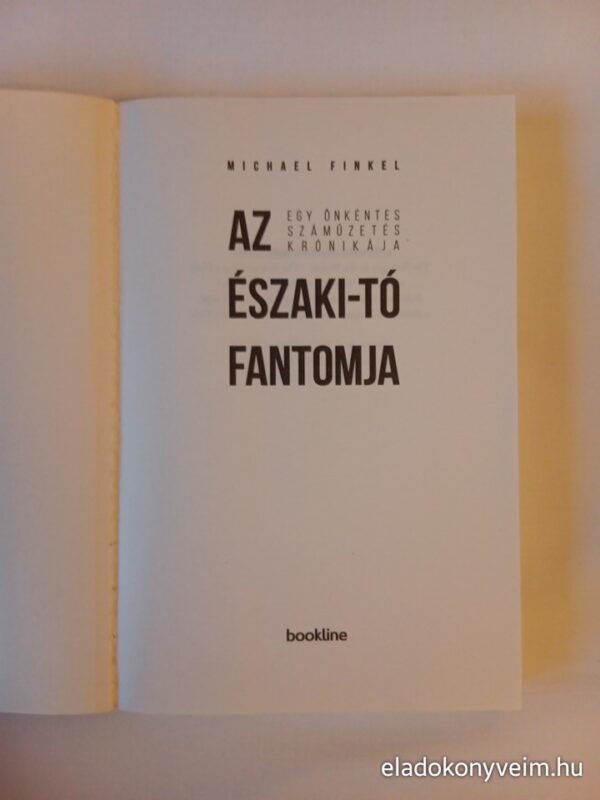 MICHAEL FINKEL
AZ
EGY ÖNKÉNTES
SZÁMŰZETÉS
KRÓNIKÁJA
ÉSZAKI-TÓ
FANTOMJA
bookline
eladokonyveim.hu